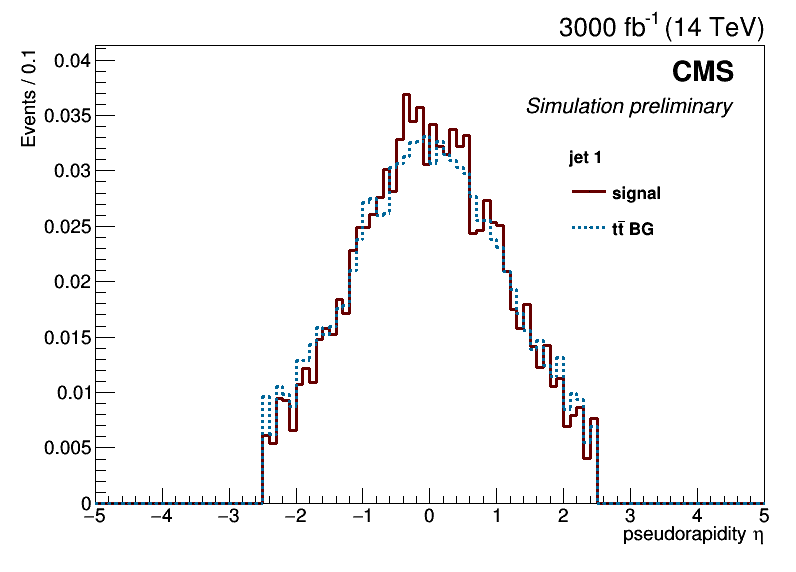 3000 fb⁻¹ (14 TeV)
Events / 0.1
0.04
0.035
0.03
0.025
0.02
0.015
0.01
0.005
0
CMS
Simulation preliminary
jet 1
signal
tt̄ BG
−5 −4 −3 −2 −1 0 1 2 3 4 5
pseudorapidity η